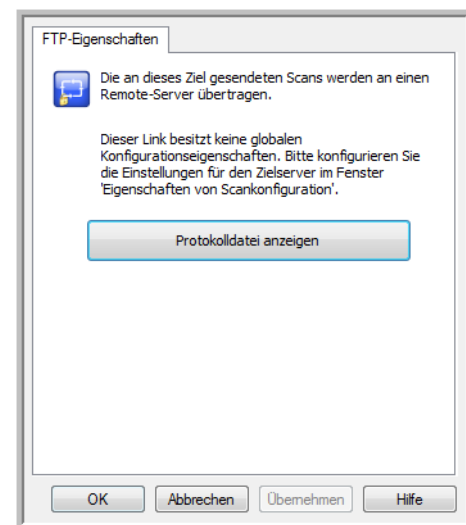 FTP-Eigenschaften
Die an dieses Ziel gesendeten Scans werden an einen
Remote-Server übertragen.
Dieser Link besitzt keine globalen
Konfigurationseigenschaften. Bitte konfigurieren Sie
die Einstellungen für den Zielserver im Fenster
'Eigenschaften von Scankonfiguration'.
Protokolldatei anzeigen
OK Abbrechen Übernehmen Hilfe